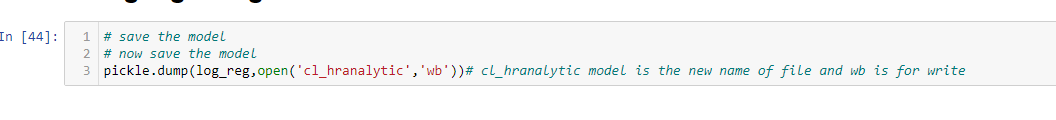 In [44]:
1 # save the model
2 # now save the model
3 pickle.dump(log_reg,open('cl_hranalytic','wb'))# cl_hranalytic model is the new name of file and wb is for write